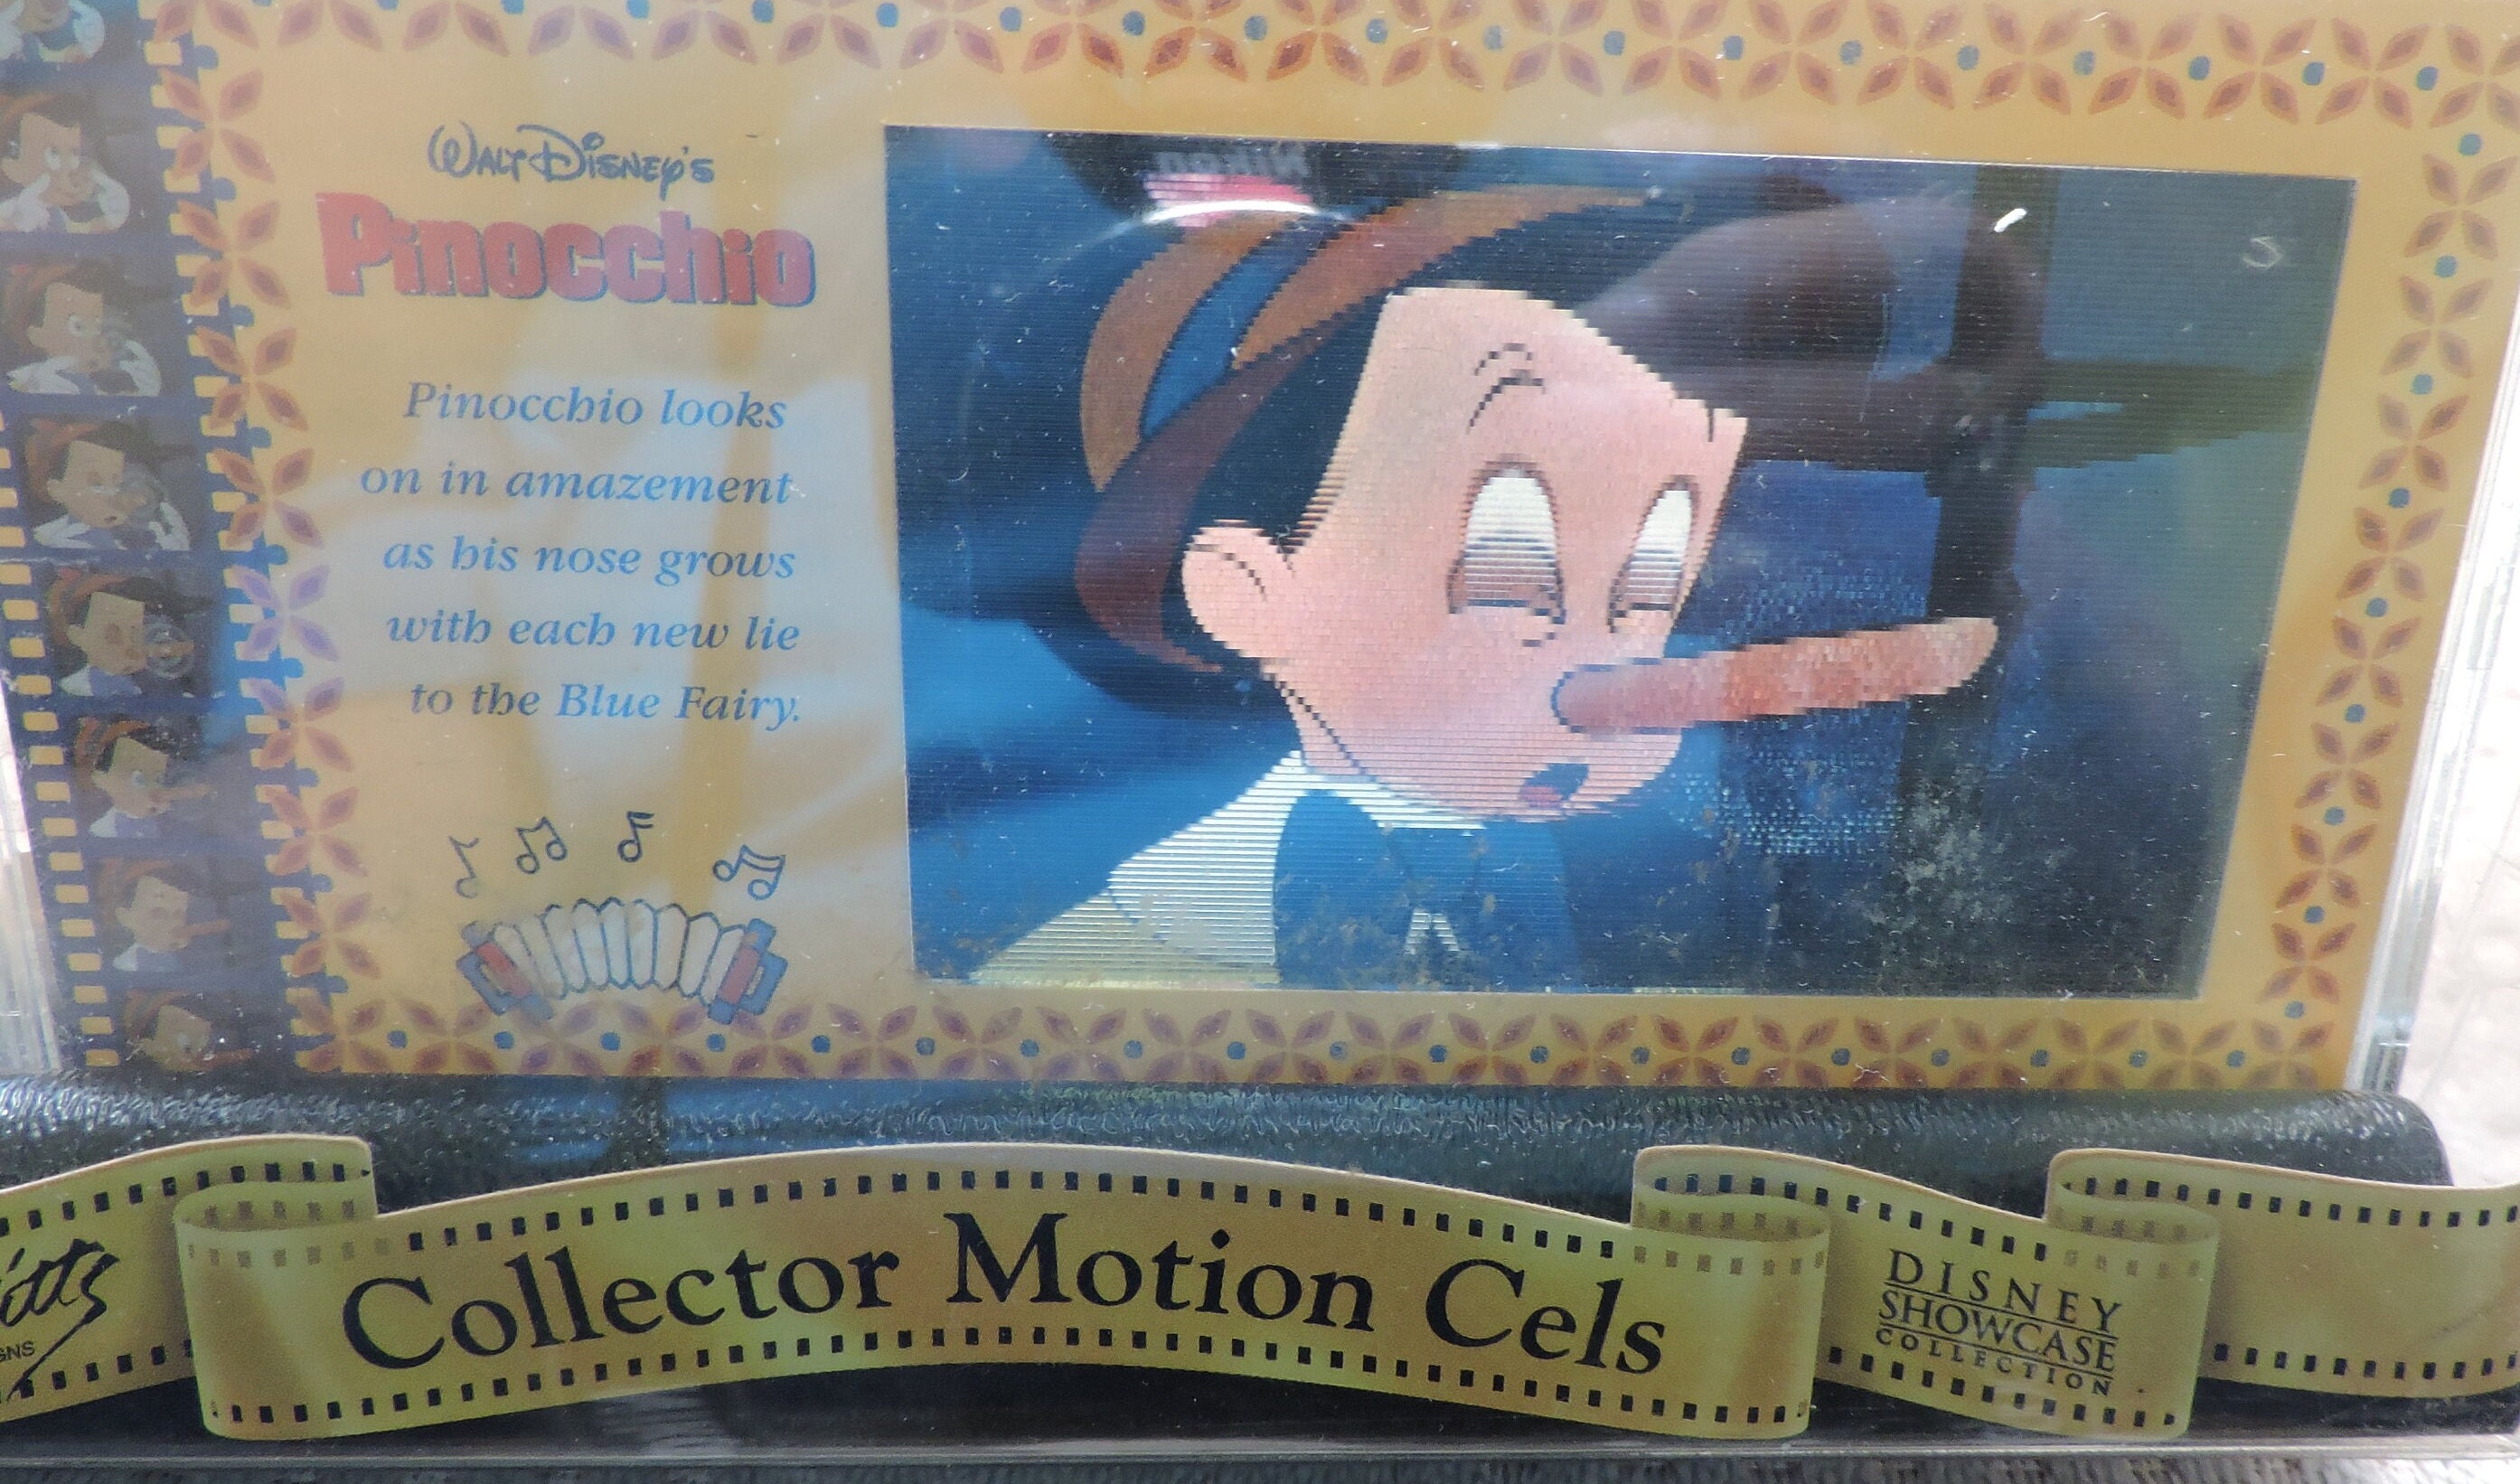 Walt Disney's
Pinocchio
Pinocchio looks
on in amazement
as his nose grows
with each new lie
to the Blue Fairy.
Collector Motion Cels
DISNEY
SHOWCASE
COLLECTION